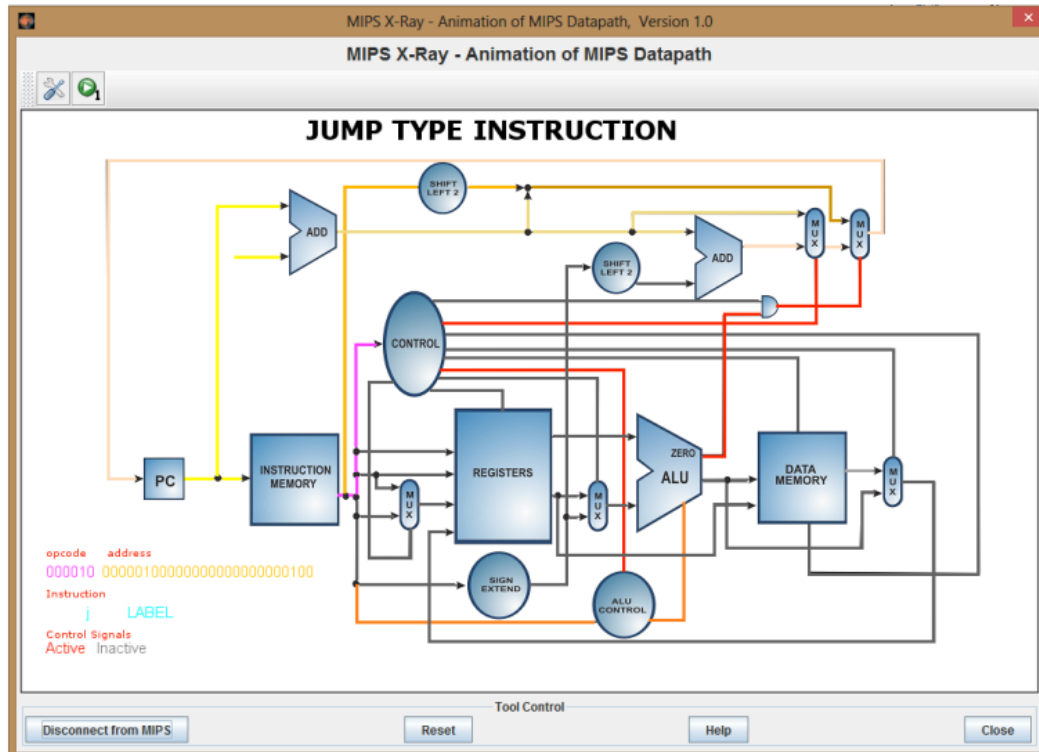 MIPS X-Ray - Animation of MIPS Datapath, Version 1.0
MIPS X-Ray - Animation of MIPS Datapath
1
JUMP TYPE INSTRUCTION
SHIFT
LEFT 2
ADD
MUX
MUX
SHIFT
LEFT 2
ADD
CONTROL
PC
INSTRUCTION
MEMORY
MUX
REGISTERS
MUX
ZERO
ALU
DATA
MEMORY
MUX
SIGN
EXTEND
ALU
CONTROL
opcode address
000010 00000100000000000000000100
Instruction
j LABEL
Control Signals
Active Inactive
Tool Control
Disconnect from MIPS
Reset
Help
Close